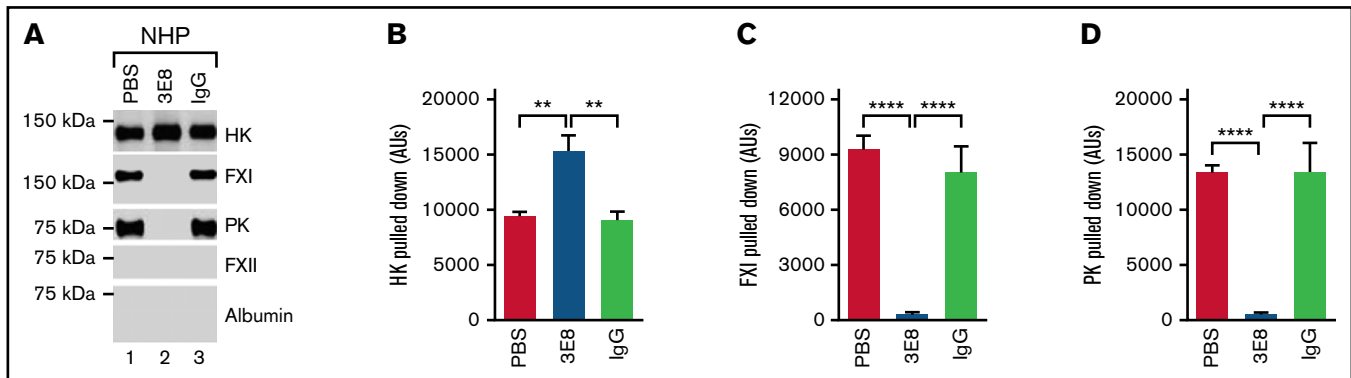 A
NHP
PBS 3E8 IgG
150 kDa HK
150 kDa FXI
75 kDa PK
75 kDa FXII
75 kDa Albumin
1 2 3
B
HK pulled down (AUs)
20000
15000
10000
5000
0
** **
PBS 3E8 IgG
C
FXI pulled down (AUs)
12000
9000
6000
3000
0
**** ****
PBS 3E8 IgG
D
PK pulled down (AUs)
20000
15000
10000
5000
0
****
****
PBS 3E8 IgG